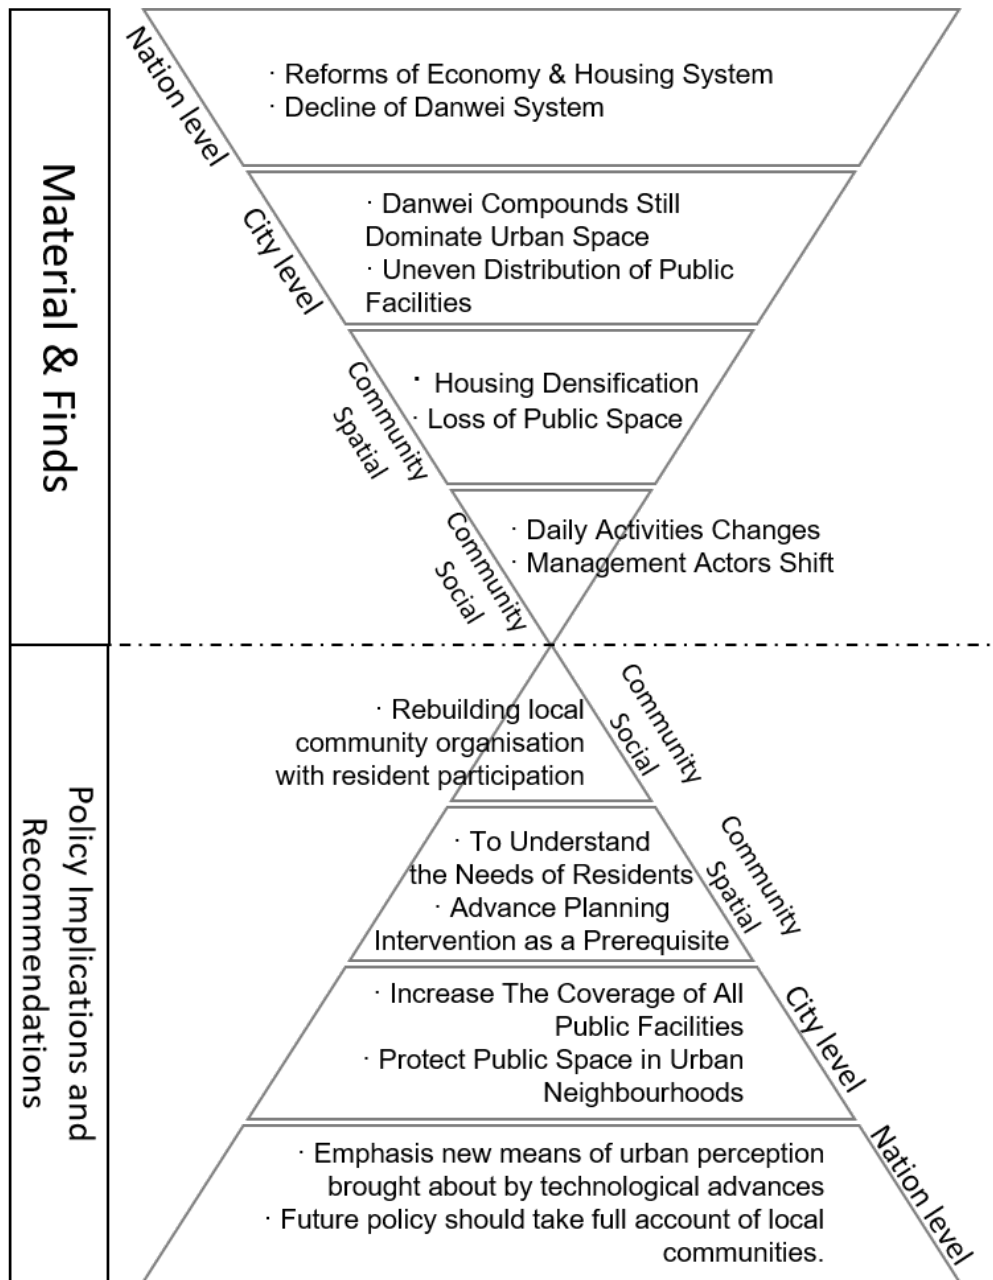 Material & Finds
Nation level
· Reforms of Economy & Housing System
· Decline of Danwei System
City level
· Danwei Compounds Still
Dominate Urban Space
· Uneven Distribution of Public
Facilities
Community
Spatial
· Housing Densification
· Loss of Public Space
Community
Social
· Daily Activities Changes
· Management Actors Shift
Policy Implications and
Recommendations
· Rebuilding local
community organisation
with resident participation
Community
Social
· To Understand
the Needs of Residents
· Advance Planning
Intervention as a Prerequisite
Community
Spatial
· Increase The Coverage of All
Public Facilities
· Protect Public Space in Urban
Neighbourhoods
City level
· Emphasis new means of urban perception
brought about by technological advances
· Future policy should take full account of local
communities.
Nation level